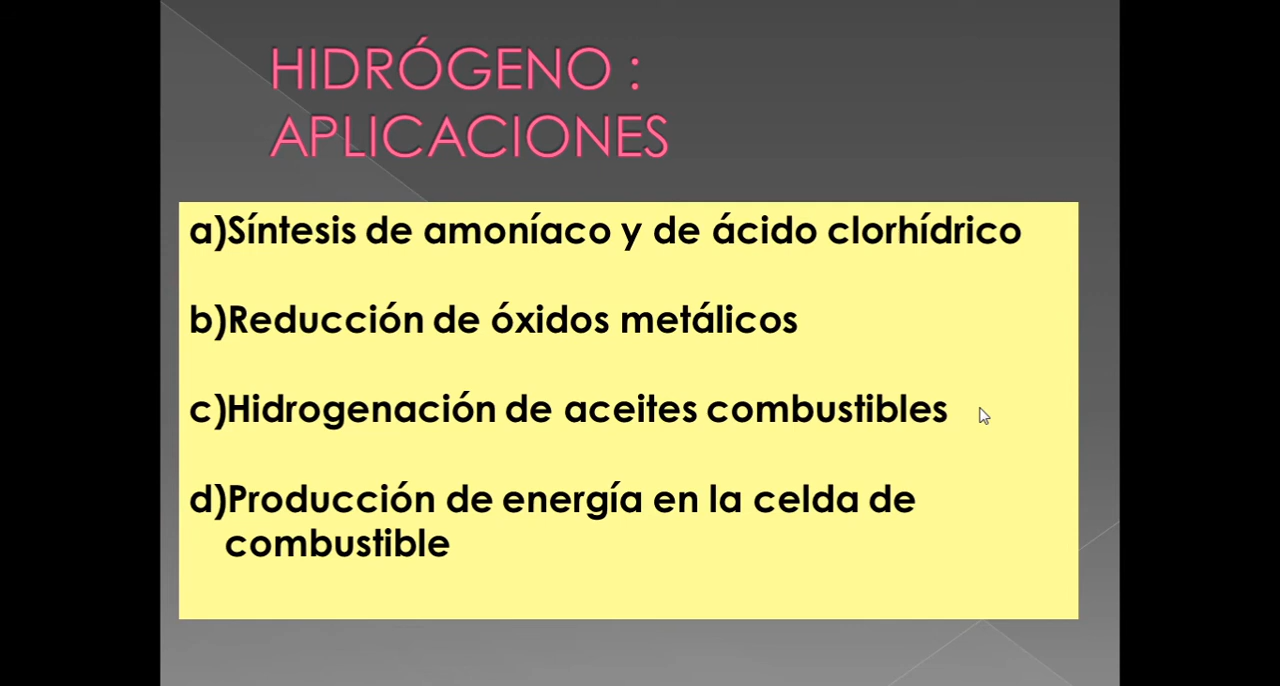 HIDRÓGENO :
APLICACIONES
a)Síntesis de amoníaco y de ácido clorhídrico
b)Reducción de óxidos metálicos
c)Hidrogenación de aceites combustibles
d)Producción de energía en la celda de
combustible